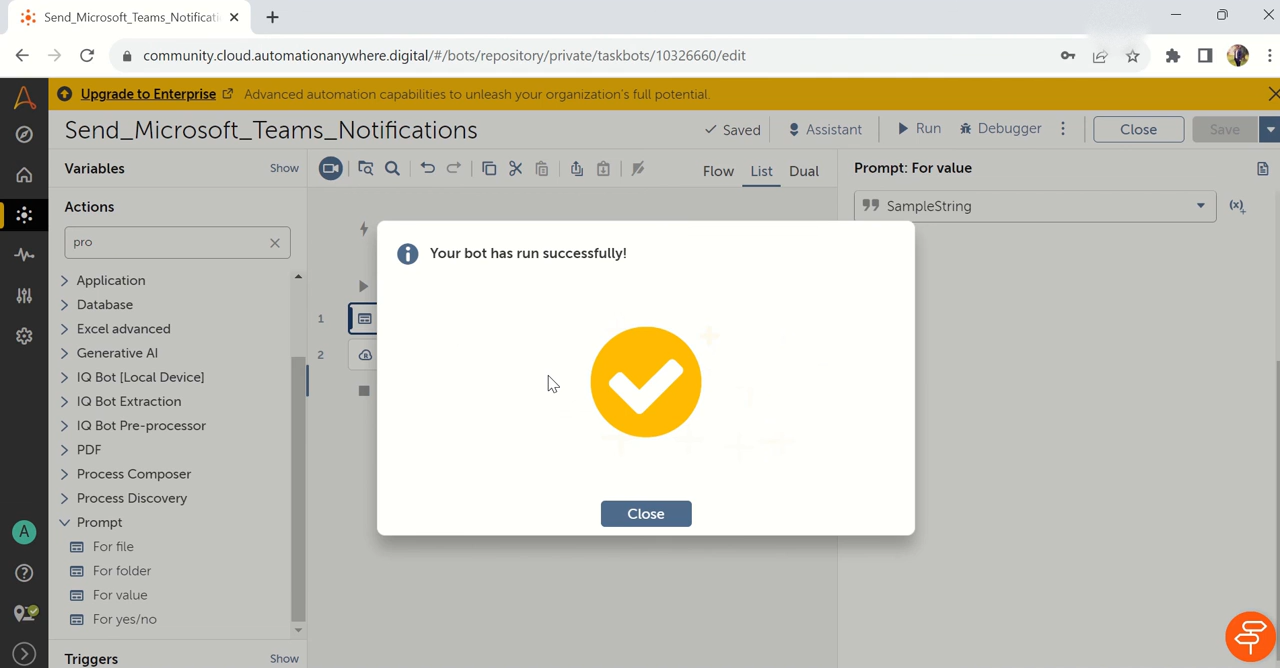 Send_Microsoft_Teams_Notificati
community.cloud.automationanywhere.digital/#/bots/repository/private/taskbots/10326660/edit
Upgrade to Enterprise Advanced automation capabilities to unleash your organization's full potential.
Send_Microsoft_Teams_Notifications
Saved
Assistant
Run
Debugger
Close
Save
Variables
Show
Flow
List
Dual
Prompt: For value
Actions
SampleString
(x)+
pro
Your bot has run successfully!
Application
Database
Excel advanced
Generative AI
IQ Bot [Local Device]
IQ Bot Extraction
IQ Bot Pre-processor
PDF
Process Composer
Process Discovery
Prompt
For file
For folder
For value
For yes/no
1
2
Close
A
Triggers
Show